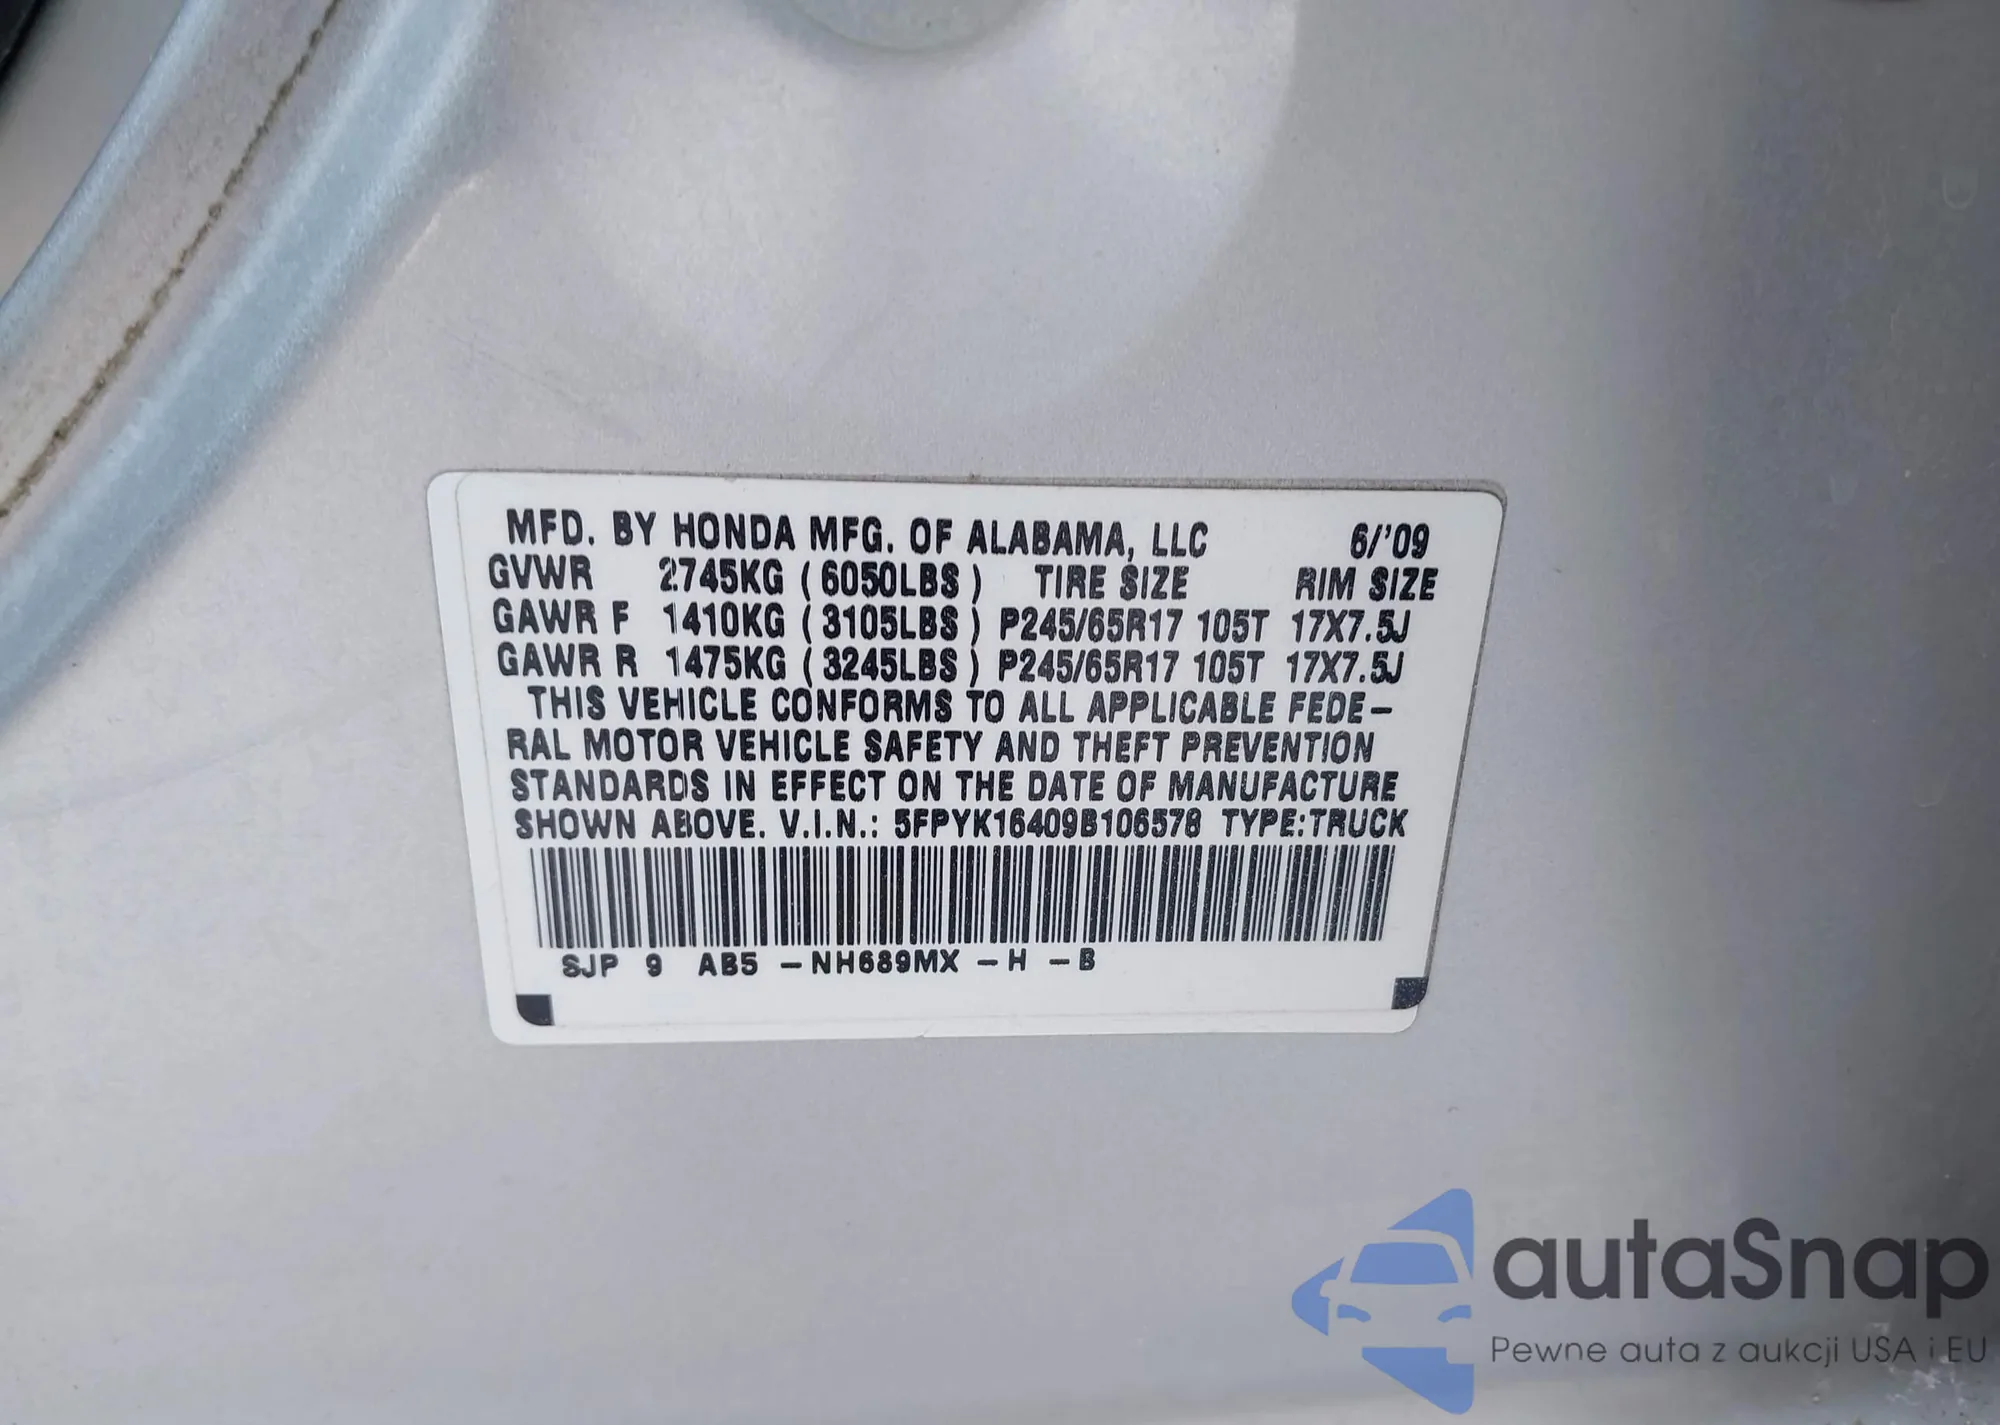 MFD. BY HONDA MFG. OF ALABAMA, LLC 6/'09
GVWR 2745KG ( 6050LBS ) TIRE SIZE RIM SIZE
GAWR F 1410KG ( 3105LBS ) P245/65R17 105T 17X7.5J
GAWR R 1475KG ( 3245LBS ) P245/65R17 105T 17X7.5J
THIS VEHICLE CONFORMS TO ALL APPLICABLE FEDE-
RAL MOTOR VEHICLE SAFETY AND THEFT PREVENTION
STANDARDS IN EFFECT ON THE DATE OF MANUFACTURE
SHOWN ABOVE. V.I.N.: 5FPYK16409B106578 TYPE:TRUCK
SJP 9 AB5 -NH689MX -H -B
autaSnap
Pewne auta z aukcji USA i EU